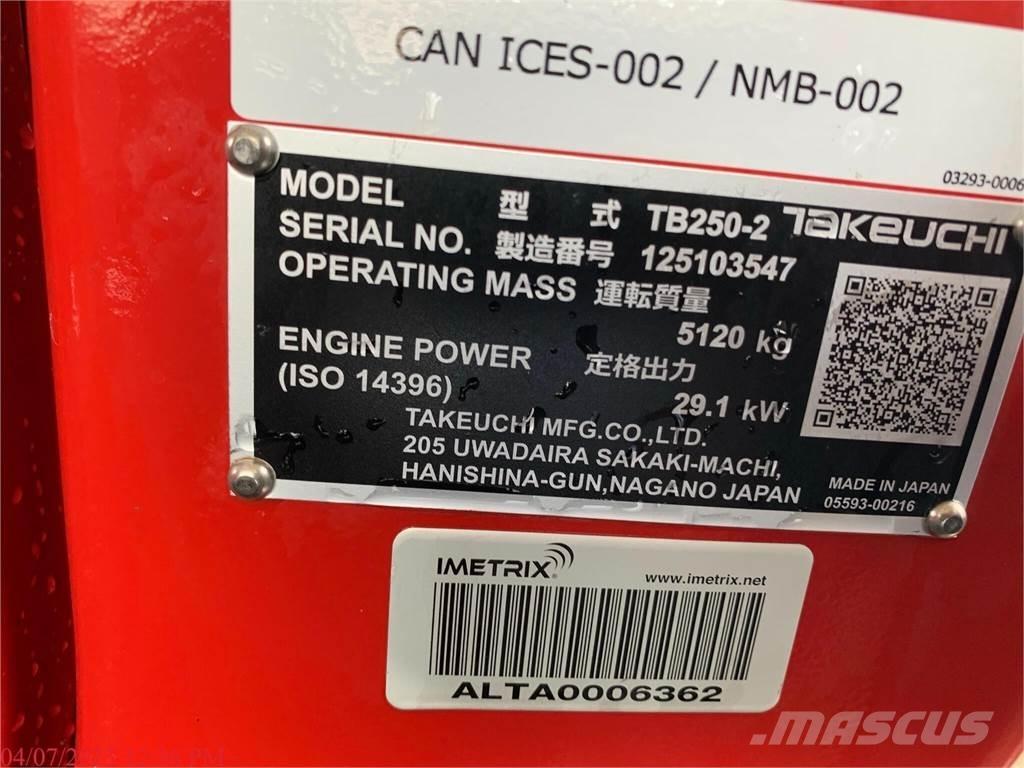 CAN ICES-002 / NMB-002
03293-0006
MODEL 型 式 TB250-2 TAKEUCHI
SERIAL NO. 製造番号 125103547
OPERATING MASS 運転質量
5120 kg
ENGINE POWER 定格出力
(ISO 14396) 29.1 kW
TAKEUCHI MFG.CO.,LTD.
205 UWADAIRA SAKAKI-MACHI,
HANISHINA-GUN,NAGANO JAPAN
MADE IN JAPAN
05593-00216
IMETRIX
www.imetrix.net
ALTA0006362
MASCUS
PM